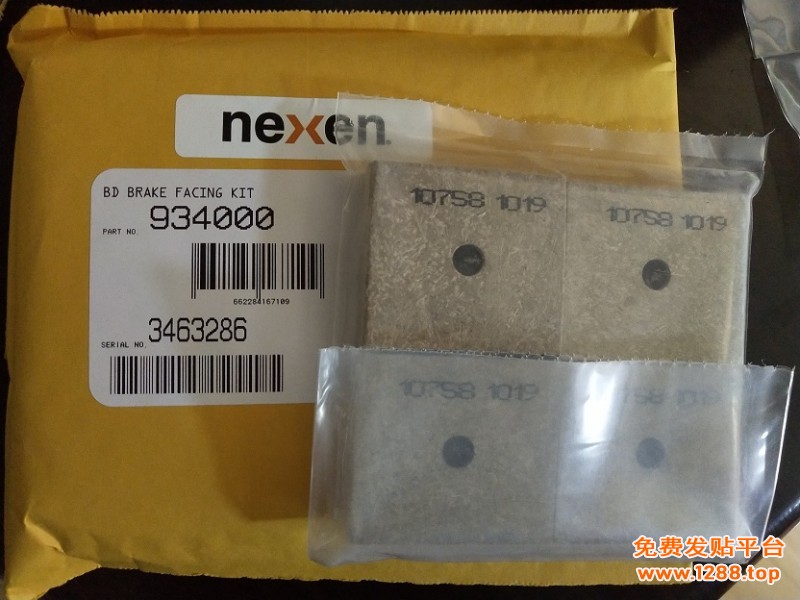 nexen
BD BRAKE FACING KIT
PART NO. 934000
662284167109
SERIAL NO. 3463286
10758 1019
10758 1019
10758 1019
758 1019
免费发贴平台
www.1288.top